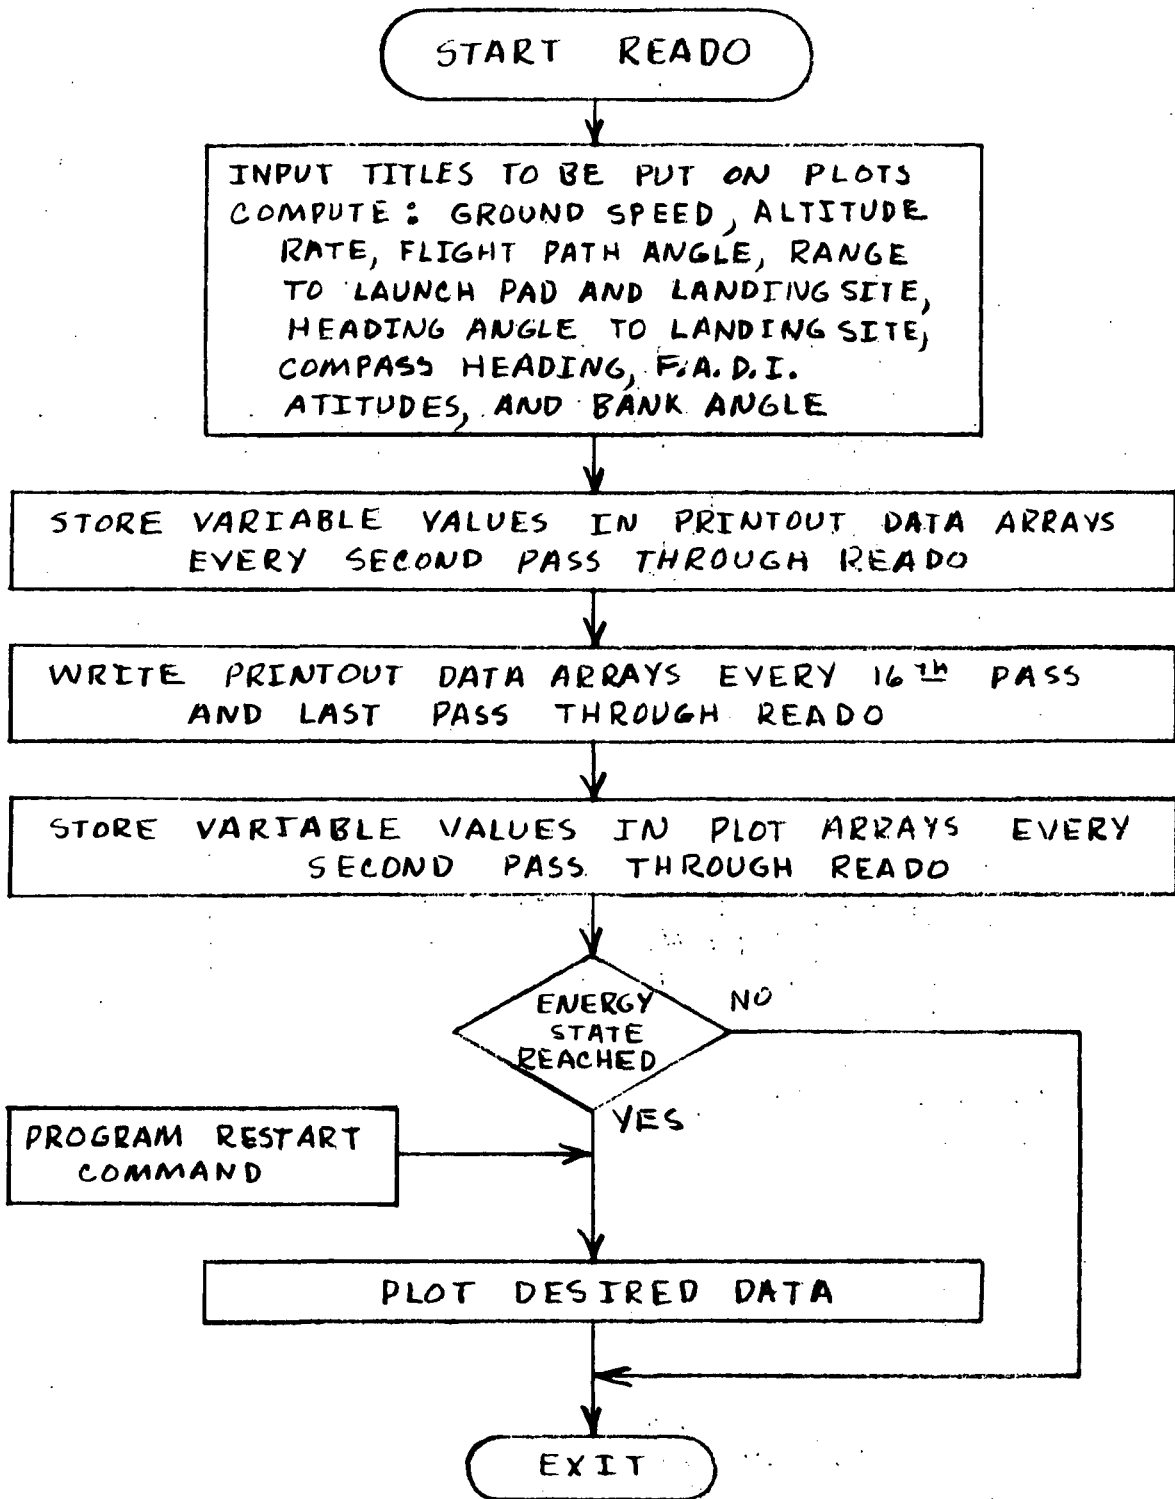 START READO
INPUT TITLES TO BE PUT ON PLOTS
COMPUTE: GROUND SPEED, ALTITUDE
RATE, FLIGHT PATH ANGLE, RANGE
TO LAUNCH PAD AND LANDING SITE,
HEADING ANGLE TO LANDING SITE,
COMPASS HEADING, F.A.D.I.
ATITUDES, AND BANK ANGLE
STORE VARIABLE VALUES IN PRINTOUT DATA ARRAYS
EVERY SECOND PASS THROUGH READO
WRITE PRINTOUT DATA ARRAYS EVERY 16TH PASS
AND LAST PASS THROUGH READO
STORE VARIABLE VALUES IN PLOT ARRAYS EVERY
SECOND PASS THROUGH READO
ENERGY
STATE
REACHED
NO
YES
PROGRAM RESTART
COMMAND
PLOT DESIRED DATA
EXIT